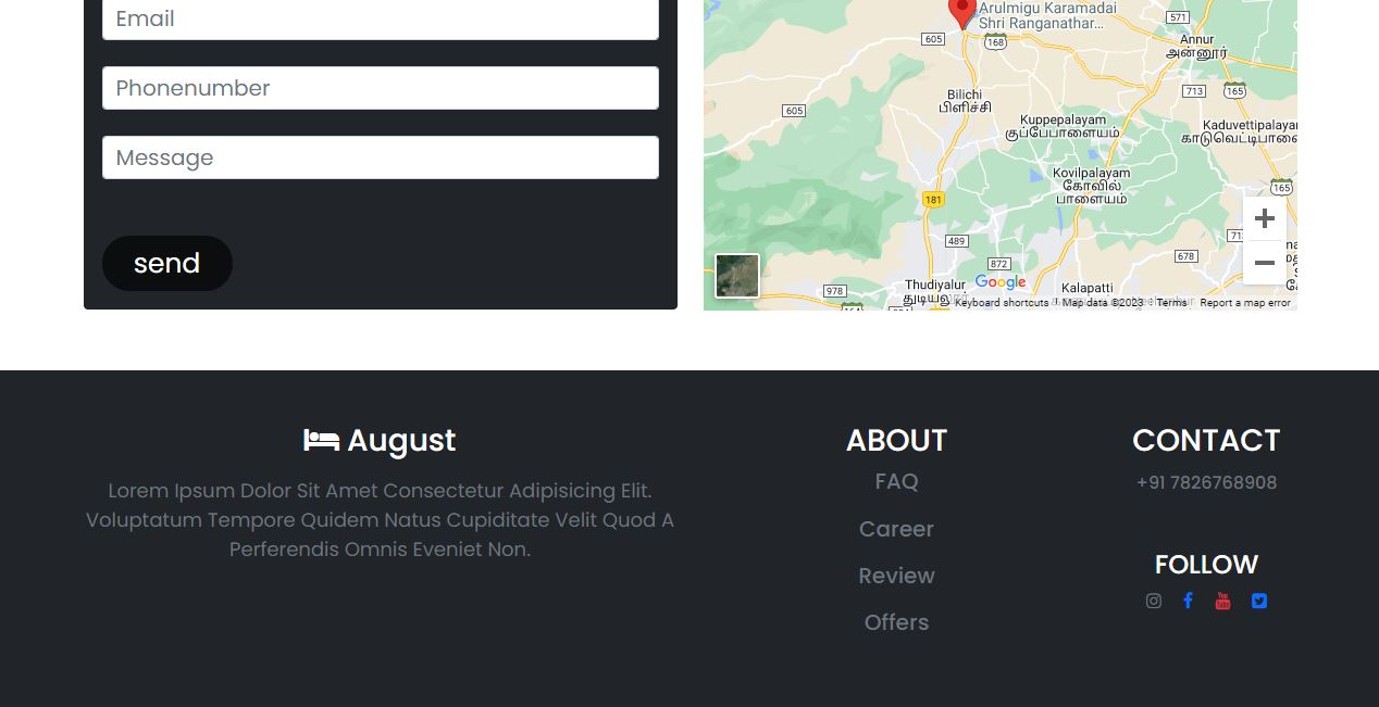 Email
Phonenumber
Message
send
Arulmigu Karamadai
Shri Ranganathar...
571
605
168
Annur
அன்னூர்
Bilichi
பிளிச்சி
713
165
605
Kuppepalayam
குப்பேபாளையம்
Kaduvettipalaya
காடுவெட்டிபாளை
Kovilpalayam
கோவில்
பாளையம்
165
181
489
872
678
Thudiyalur
978
Google
Kalapatti
Keyboard shortcuts
Map data ©2023
Terms
Report a map error
August
Lorem Ipsum Dolor Sit Amet Consectetur Adipisicing Elit.
Voluptatum Tempore Quidem Natus Cupiditate Velit Quod A
Perferendis Omnis Eveniet Non.
ABOUT
FAQ
Career
Review
Offers
CONTACT
+91 7826768908
FOLLOW